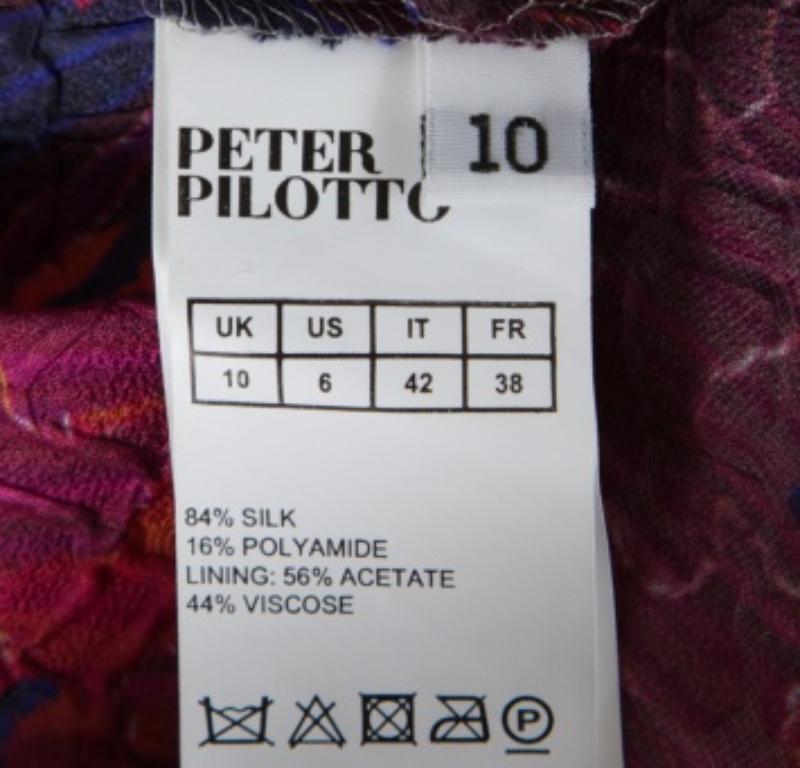 PETER
PILOTTO
10
UK US IT FR
10 6 42 38
84% SILK
16% POLYAMIDE
LINING: 56% ACETATE
44% VISCOSE
P